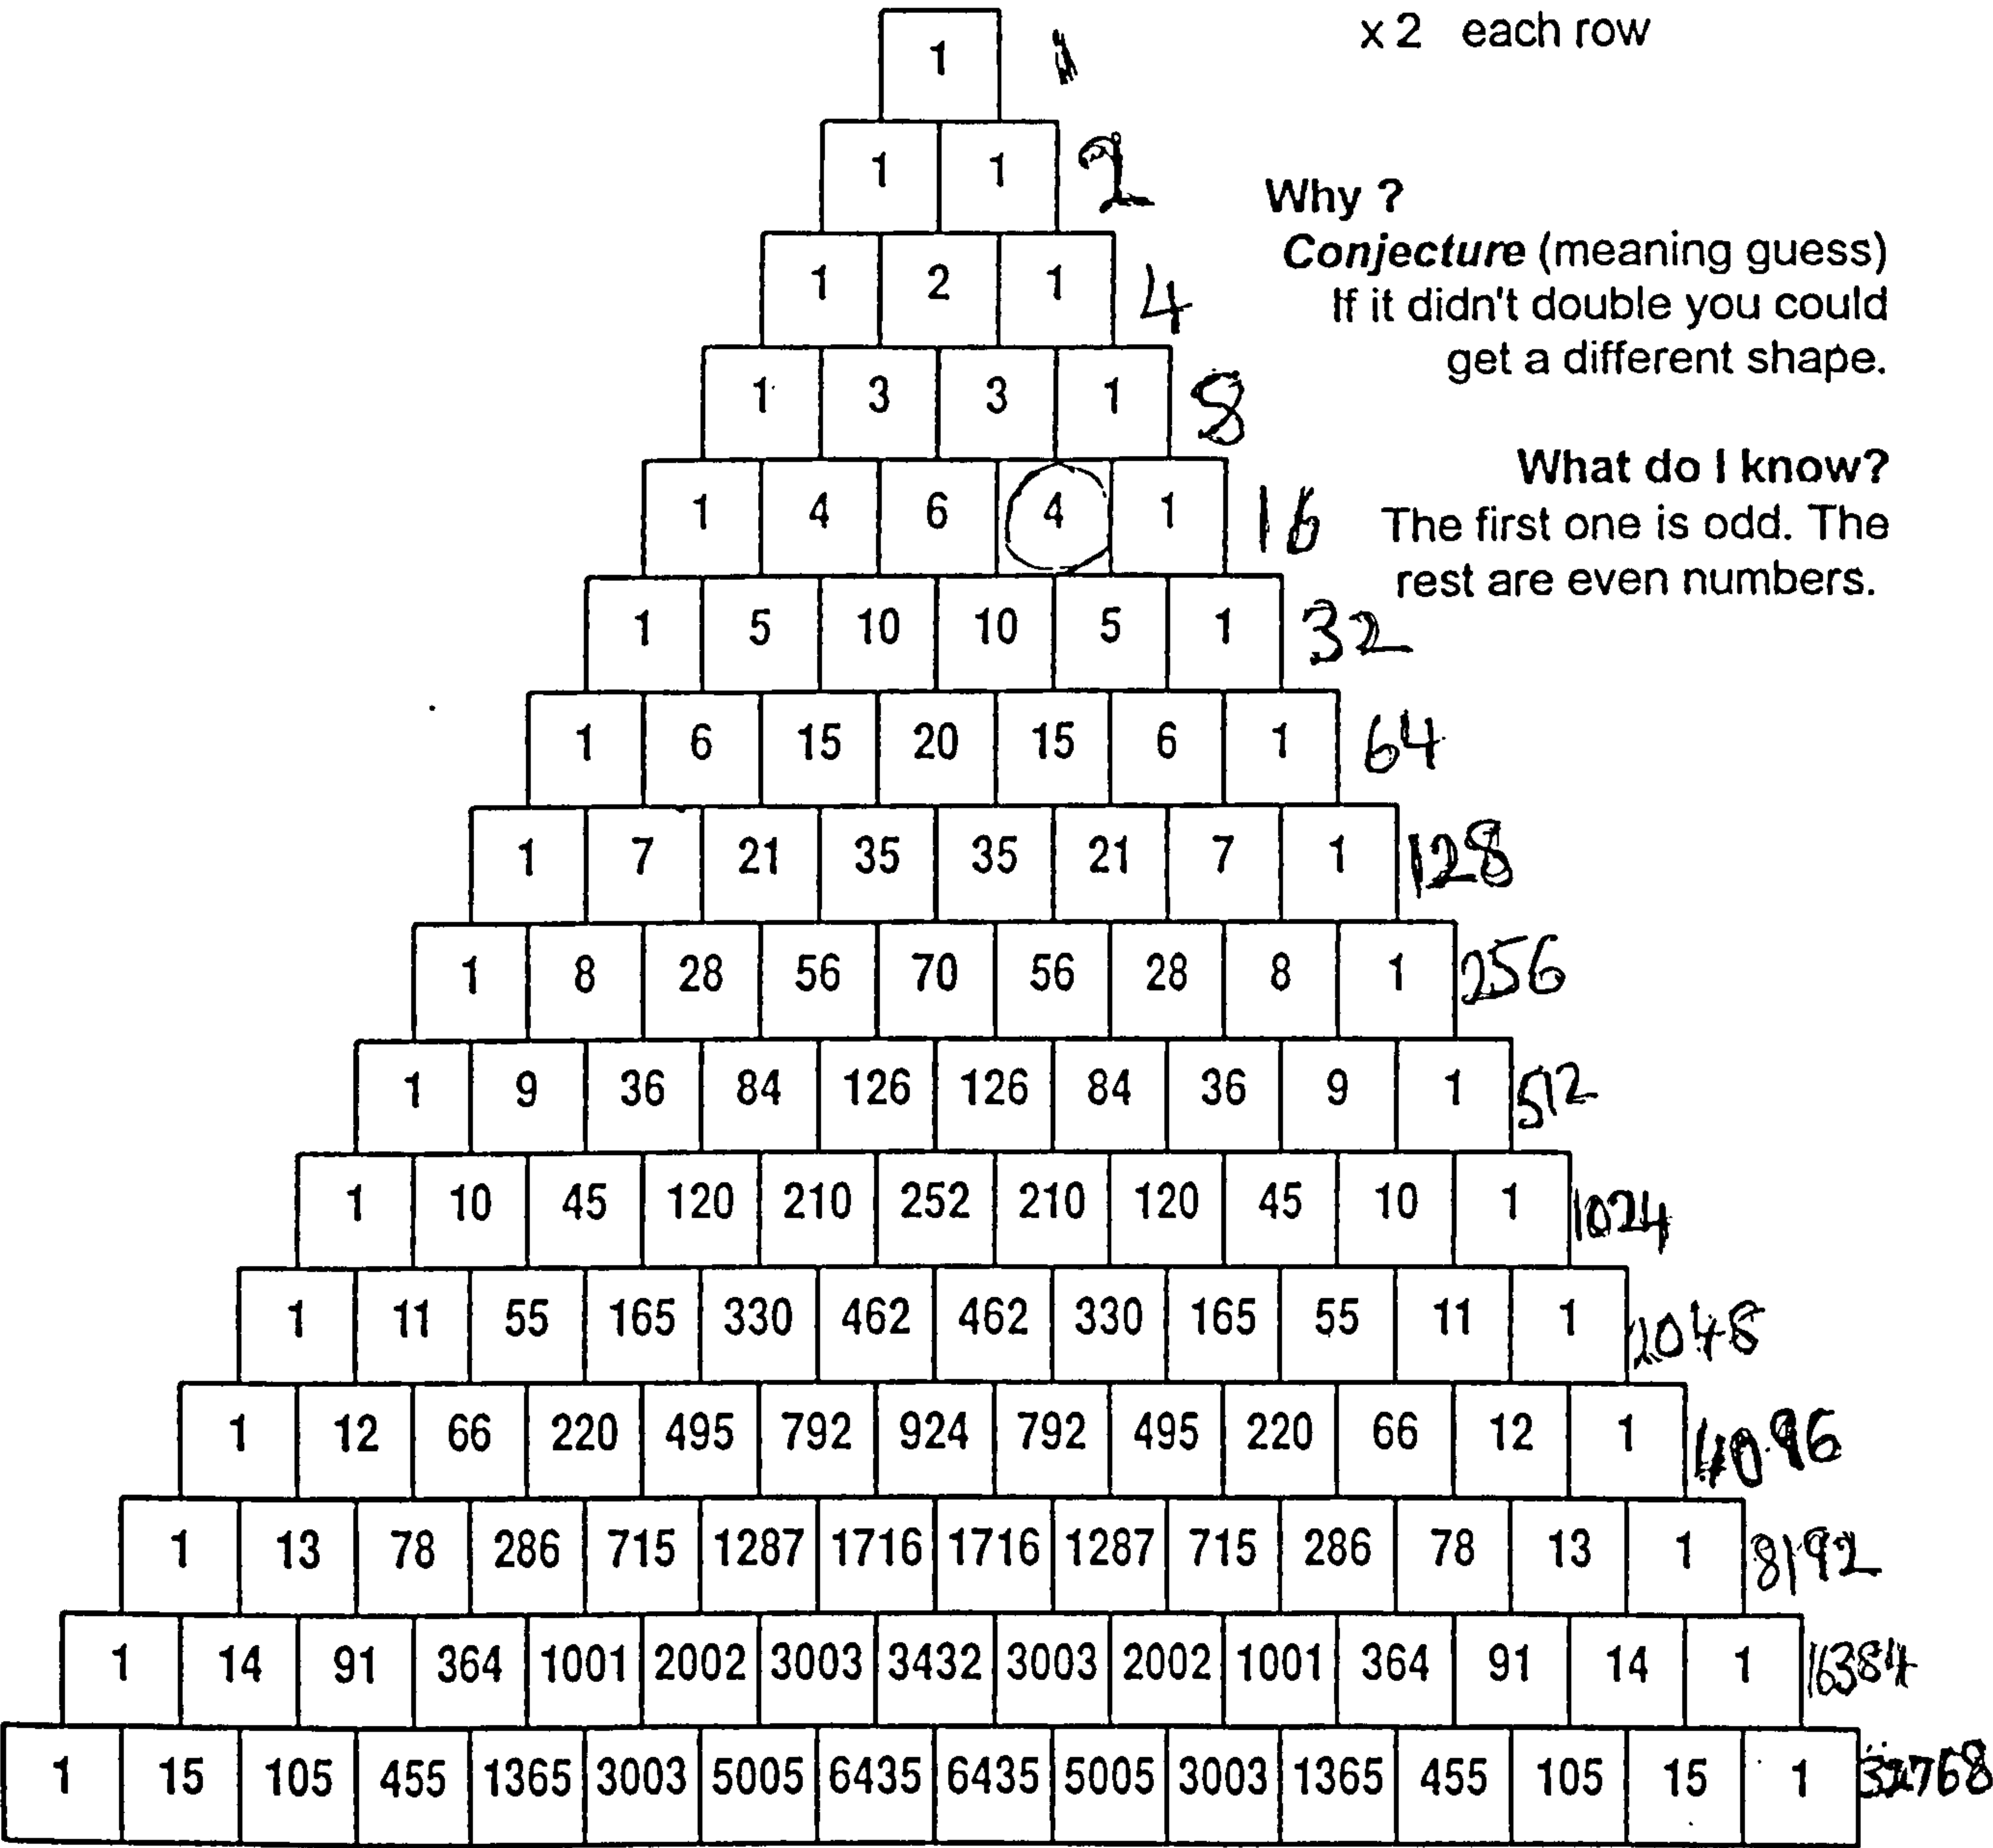 1 1 x 2 each row
1 1 2
Why ?
Conjecture (meaning guess)
1 2 1 4
If it didn't double you could
get a different shape.
1 3 3 1 8
What do I know?
1 4 6 4 1 16
The first one is odd. The
rest are even numbers.
1 5 10 10 5 1 32
1 6 15 20 15 6 1 64
1 7 21 35 35 21 7 1 128
1 8 28 56 70 56 28 8 1 256
1 9 36 84 126 126 84 36 9 1 512
1 10 45 120 210 252 210 120 45 10 1 1024
1 11 55 165 330 462 462 330 165 55 11 1 2048
1 12 66 220 495 792 924 792 495 220 66 12 1 4096
1 13 78 286 715 1287 1716 1716 1287 715 286 78 13 1 8192
1 14 91 364 1001 2002 3003 3432 3003 2002 1001 364 91 14 1 16384
1 15 105 455 1365 3003 5005 6435 6435 5005 3003 1365 455 105 15 1 32768